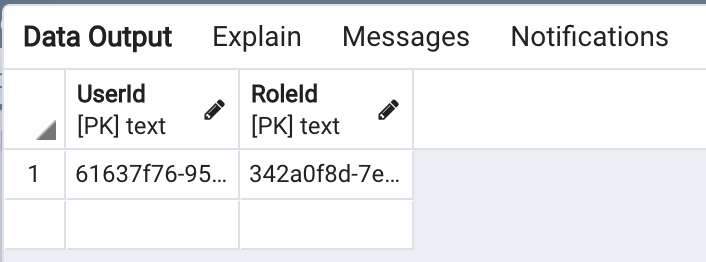 Data Output Explain Messages Notifications
UserId RoleId
[PK] text [PK] text
1 61637f76-95... 342a0f8d-7e...